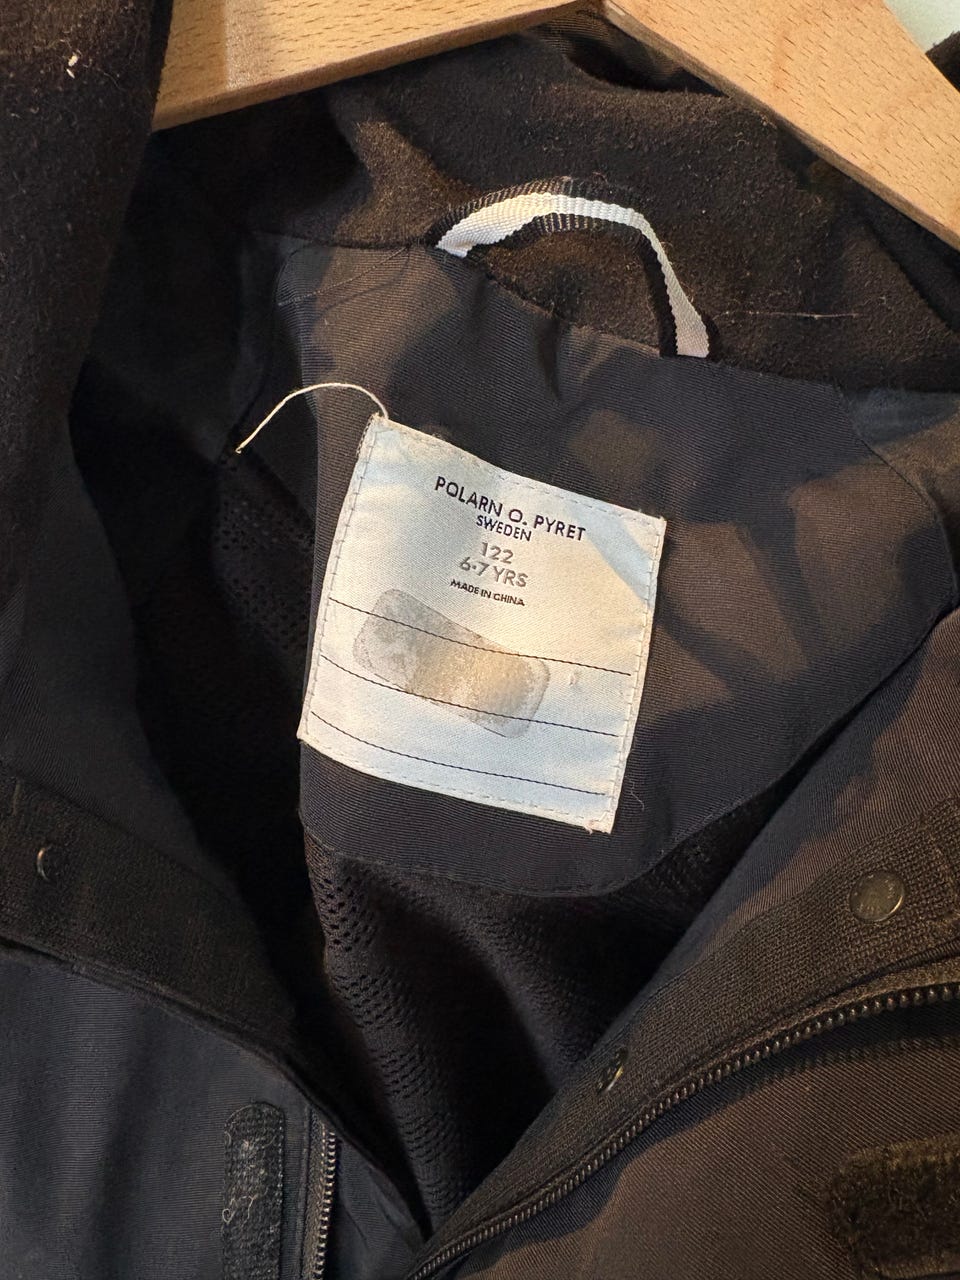 POLARN O. PYRET
SWEDEN
122
6-7 YRS
MADE IN CHINA